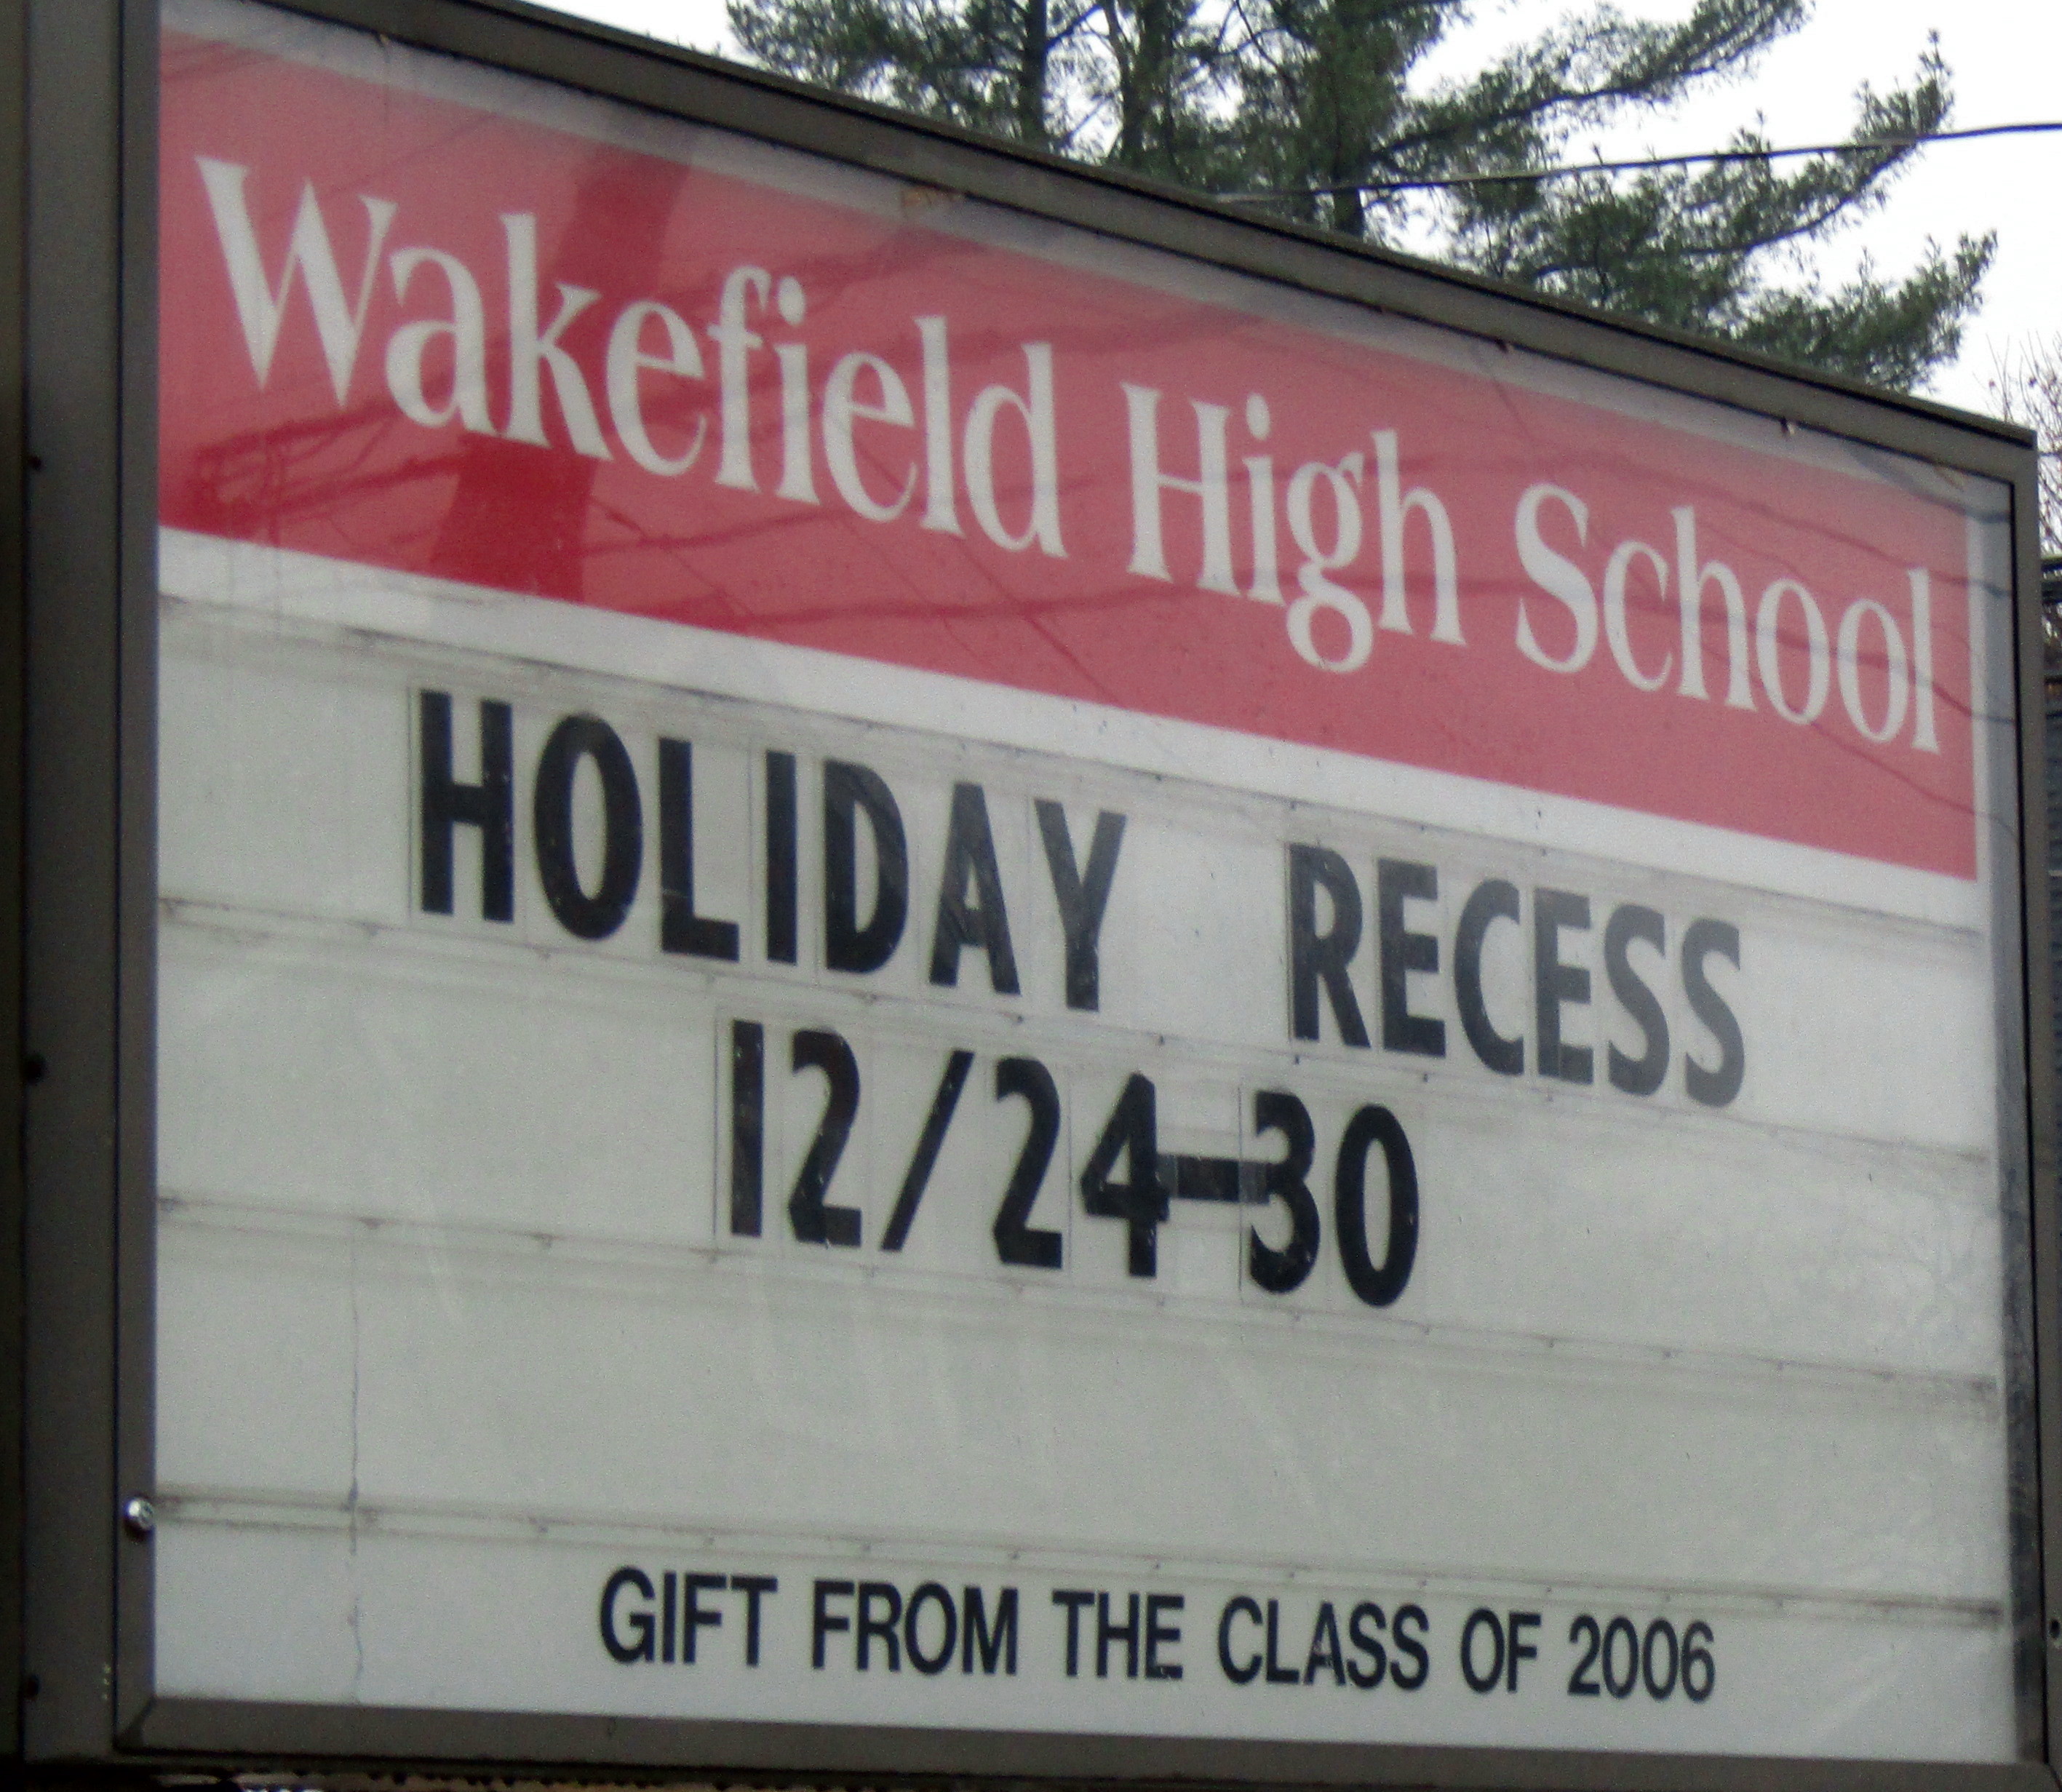 Wakefield High School
HOLIDAY RECESS
12/24-30
GIFT FROM THE CLASS OF 2006